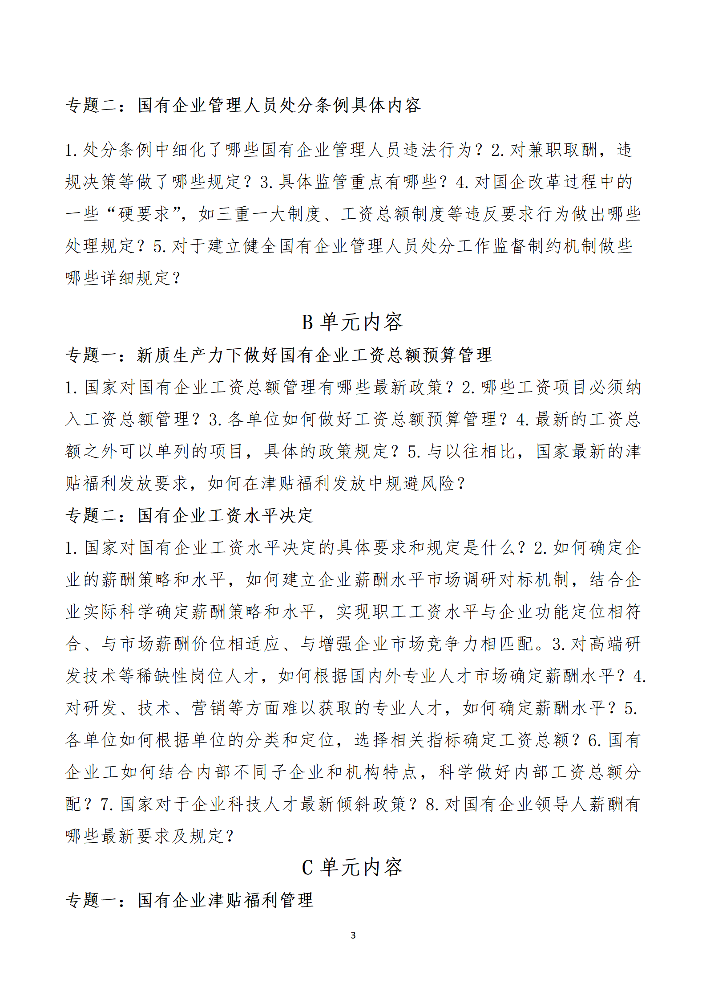 专题二：国有企业管理人员处分条例具体内容
1.处分条例中细化了哪些国有企业管理人员违法行为？2.对兼职取酬，违
规决策等做了哪些规定？3.具体监管重点有哪些？4.对国企改革过程中的
一些“硬要求”，如三重一大制度、工资总额制度等违反要求行为做出哪些
处理规定？5.对于建立健全国有企业管理人员处分工作监督制约机制做些
哪些详细规定？
B 单元内容
专题一：新质生产力下做好国有企业工资总额预算管理
1.国家对国有企业工资总额管理有哪些最新政策？2.哪些工资项目必须纳
入工资总额管理？3.各单位如何做好工资总额预算管理？4.最新的工资总
额之外可以单列的项目，具体的政策规定？5.与以往相比，国家最新的津
贴福利发放要求，如何在津贴福利发放中规避风险？
专题二：国有企业工资水平决定
1.国家对国有企业工资水平决定的具体要求和规定是什么？2.如何确定企
业的薪酬策略和水平，如何建立企业薪酬水平市场调研对标机制，结合企
业实际科学确定薪酬策略和水平，实现职工工资水平与企业功能定位相符
合、与市场薪酬价位相适应、与增强企业市场竞争力相匹配。3.对高端研
发技术等稀缺性岗位人才，如何根据国内外专业人才市场确定薪酬水平？4.
对研发、技术、营销等方面难以获取的专业人才，如何确定薪酬水平？5.
各单位如何根据单位的分类和定位，选择相关指标确定工资总额？6.国有
企业工如何结合内部不同子企业和机构特点，科学做好内部工资总额分
配？7.国家对于企业科技人才最新倾斜政策？8.对国有企业领导人薪酬有
哪些最新要求及规定？
C 单元内容
专题一：国有企业津贴福利管理
3